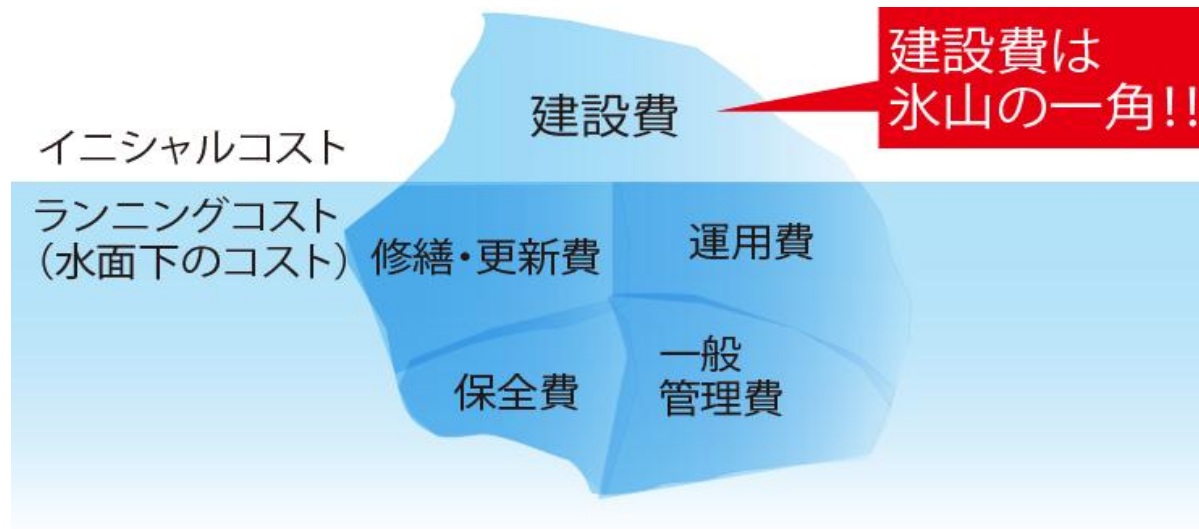 建設費は
氷山の一角!!
建設費
イニシャルコスト
ランニングコスト
(水面下のコスト)
修繕・更新費
運用費
保全費
一般
管理費